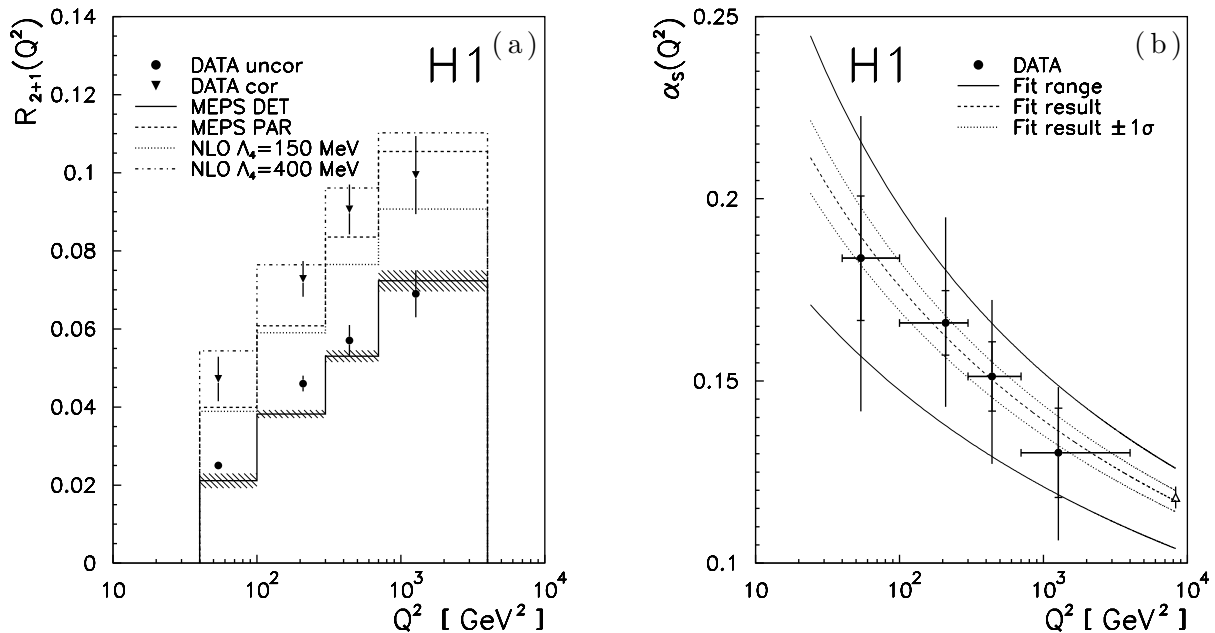 R₂₊₁(Q²)
0.14
0.12
0.1
0.08
0.06
0.04
0.02
0
H1
(a)
DATA uncor
DATA cor
MEPS DET
MEPS PAR
NLO Λ₄=150 MeV
NLO Λ₄=400 MeV
10
10²
10³
10⁴
Q² [GeV²]
αₛ(Q²)
0.25
0.2
0.15
0.1
H1
(b)
DATA
Fit range
Fit result
Fit result ±1σ
10
10²
10³
10⁴
Q² [GeV²]